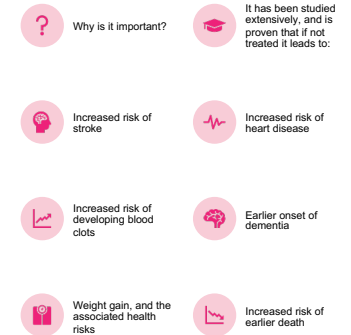 Why is it important?
It has been studied
extensively, and is
proven that if not
treated it leads to:
Increased risk of
stroke
Increased risk of
heart disease
Increased risk of
developing blood
clots
Earlier onset of
dementia
Weight gain, and the
associated health
risks
Increased risk of
earlier death